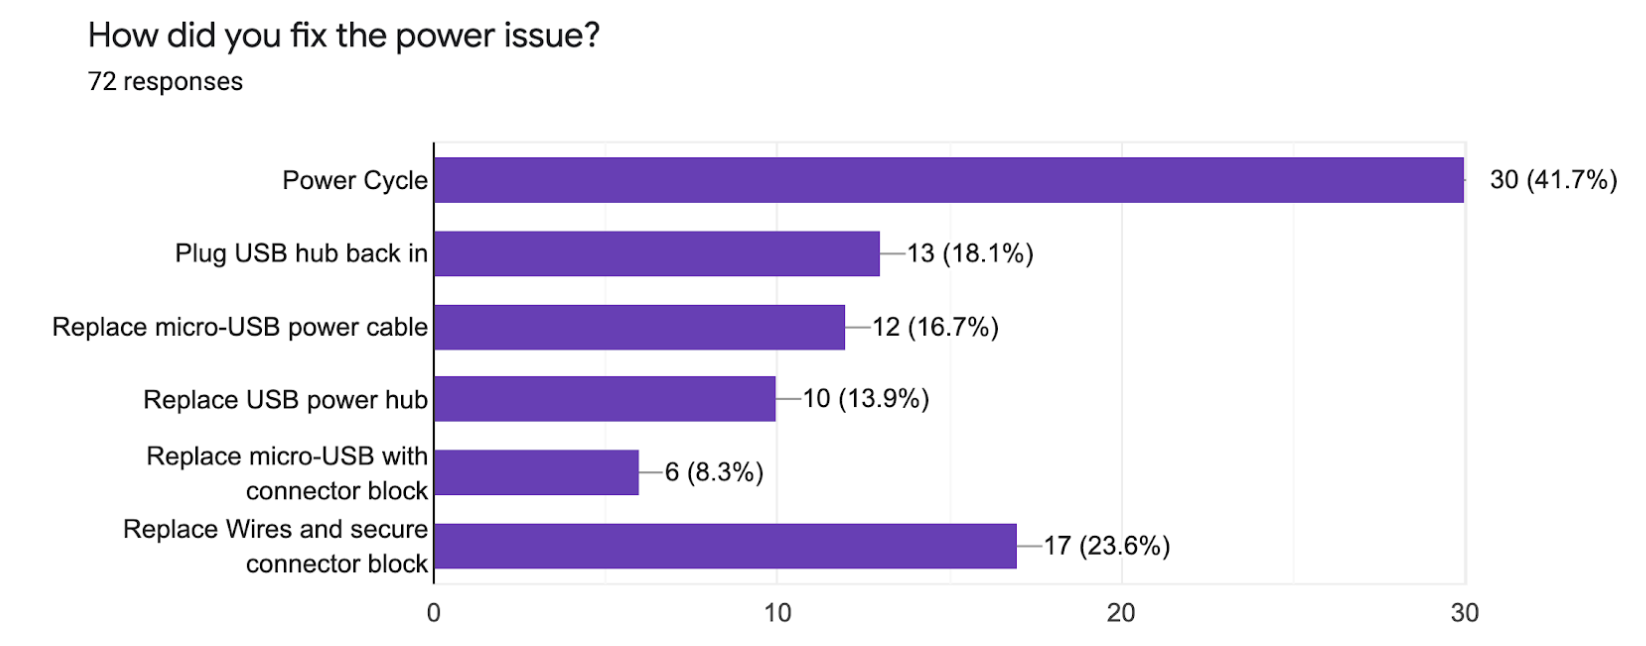 How did you fix the power issue?
72 responses
Power Cycle
30 (41.7%)
Plug USB hub back in
13 (18.1%)
Replace micro-USB power cable
12 (16.7%)
Replace USB power hub
10 (13.9%)
Replace micro-USB with
connector block
6 (8.3%)
Replace Wires and secure
connector block
17 (23.6%)
0 10 20 30